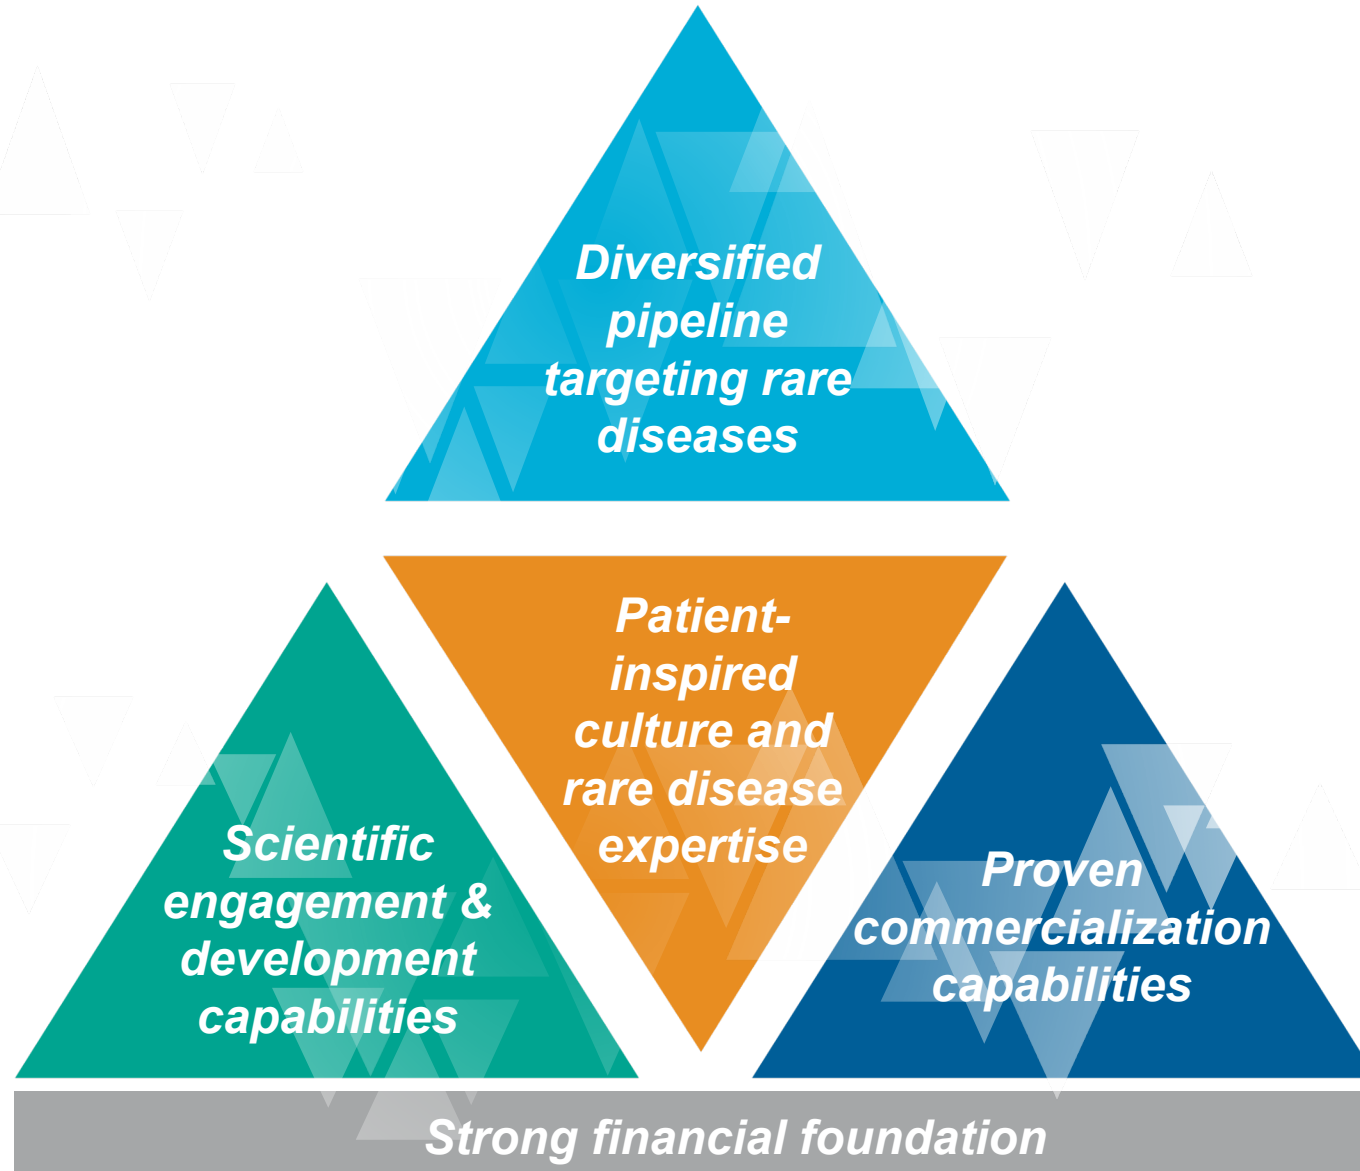 Diversified
pipeline
targeting rare
diseases
Patient-
inspired
culture and
rare disease
expertise
Scientific
engagement &
development
capabilities
Proven
commercialization
capabilities
Strong financial foundation